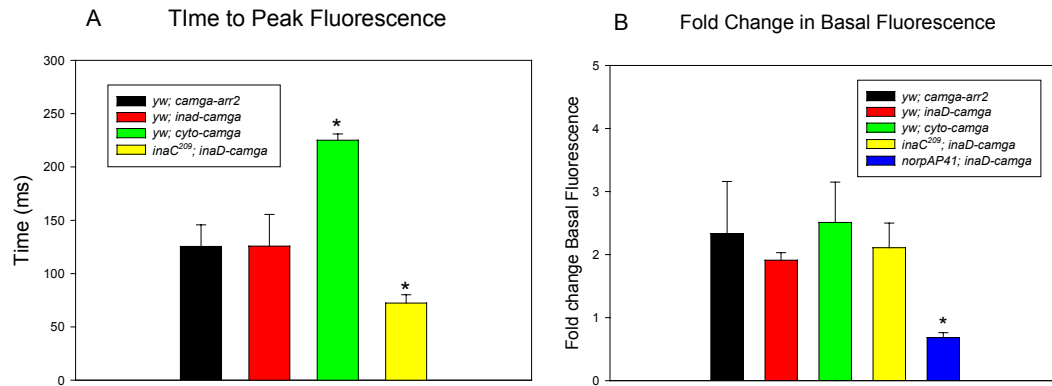 A
TIme to Peak Fluorescence
300
250
200
150
100
50
0
Time (ms)
yw; camga-arr2
yw; inad-camga
yw; cyto-camga
inaC209; inaD-camga
*
*
B
Fold Change in Basal Fluorescence
5
4
3
2
1
0
Fold change Basal Fluorescence
yw; camga-arr2
yw; inaD-camga
yw; cyto-camga
inaC209; inaD-camga
norpAP41; inaD-camga
*